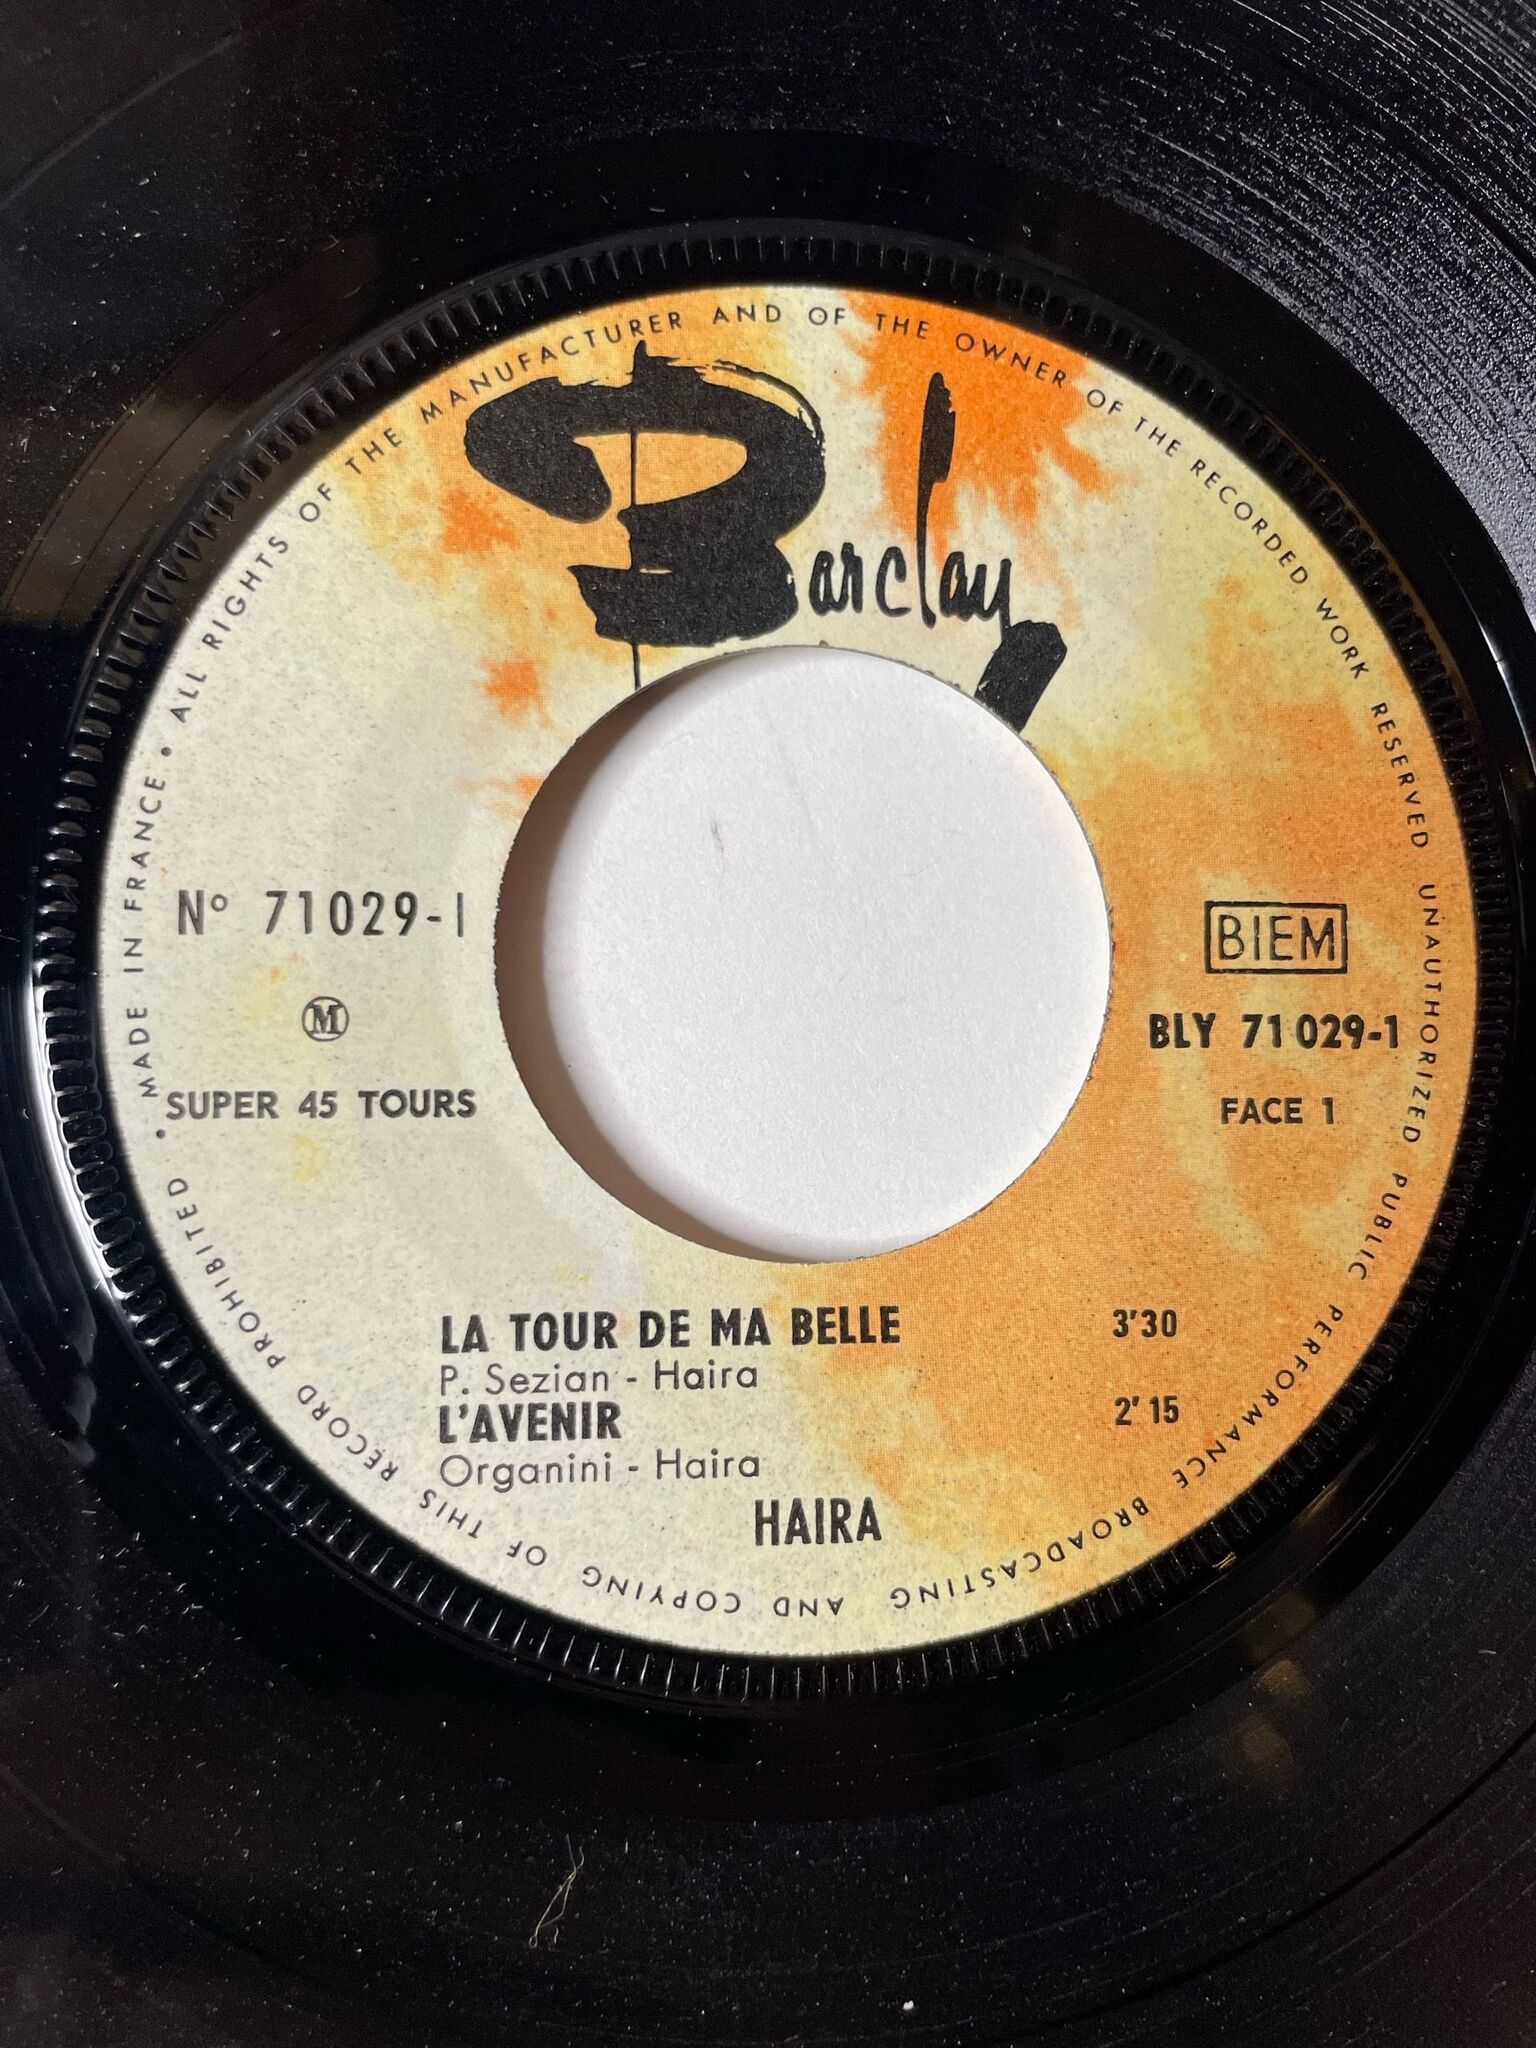 • MADE IN FRANCE • ALL RIGHTS OF THE MANUFACTURER AND OF THE OWNER OF THE RECORDED WORK RESERVED UNAUTHORIZED PUBLIC PERFORMANCE BROADCASTING AND COPYING OF THIS RECORD PROHIBITED
Barclay
Nº 71029-1
M
SUPER 45 TOURS
BIEM
BLY 71029-1
FACE 1
LA TOUR DE MA BELLE 3'30
P. Sezian - Haira
L'AVENIR 2'15
Organini - Haira
HAIRA